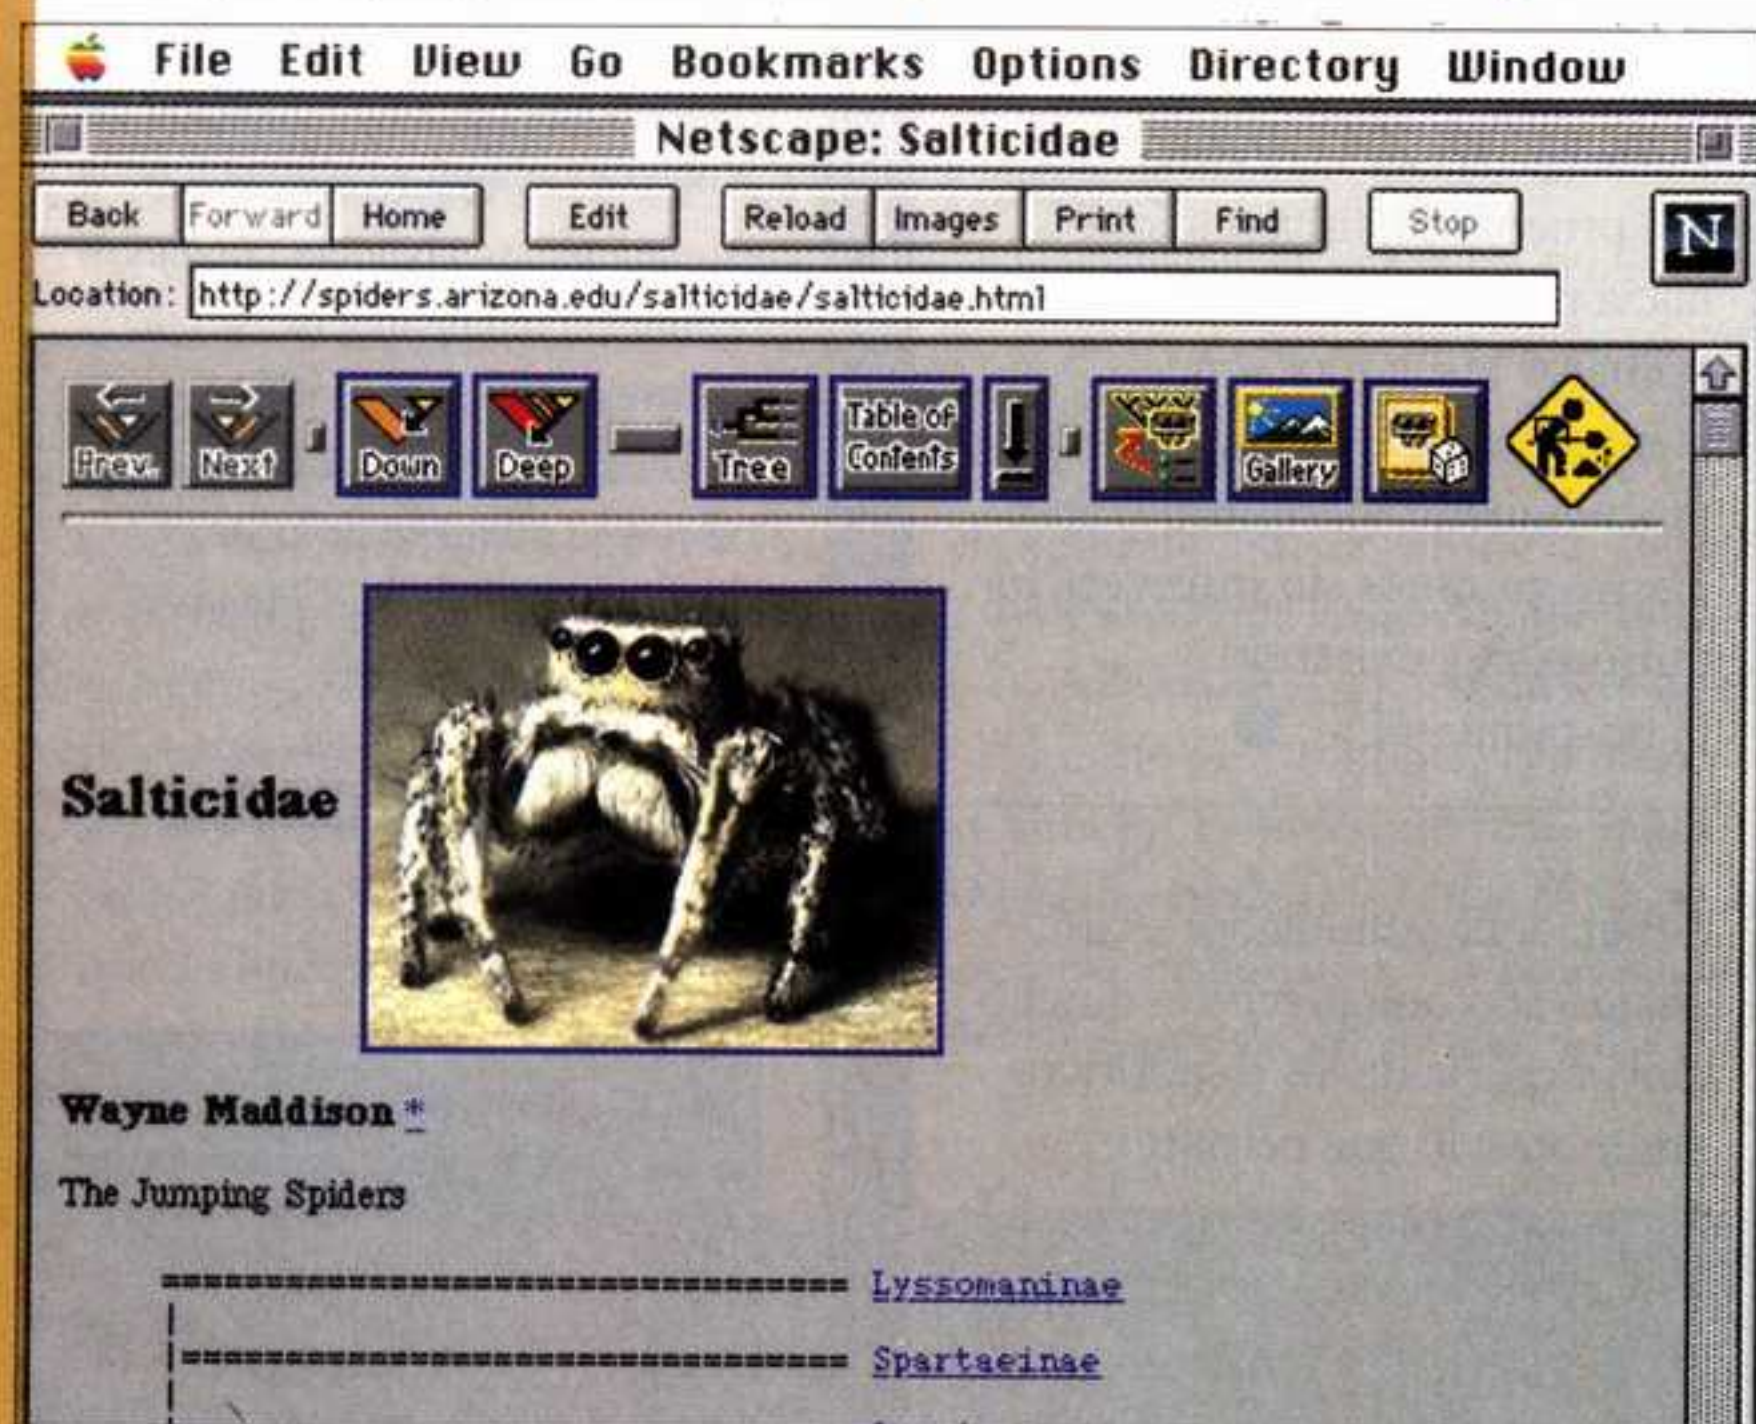 File Edit View Go Bookmarks Options Directory Window
Netscape: Salticidae
Back Forward Home Edit Reload Images Print Find Stop N
Location: http://spiders.arizona.edu/salticidae/salticidae.html
Prev. Next Down Deep Tree Table of Contents Gallery
Salticidae
Wayne Maddison *
The Jumping Spiders
================================= Lyssomaninae
|
|================================ Spartaeinae
|